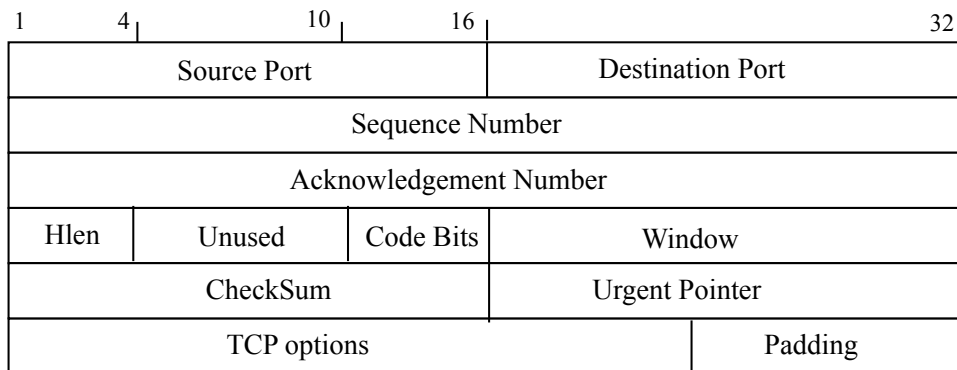 1 4 10 16 32
Source Port Destination Port
Sequence Number
Acknowledgement Number
Hlen Unused Code Bits Window
CheckSum Urgent Pointer
TCP options Padding